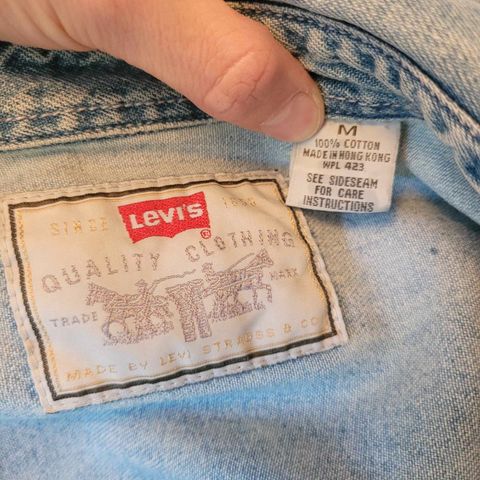 M
100% COTTON
MADE IN HONG KONG
WPL 423
SEE SIDESEAM
FOR CARE
INSTRUCTIONS
SINCE LEVI'S 1850
QUALITY CLOTHING
TRADE MARK
MADE BY LEVI STRAUSS & CO